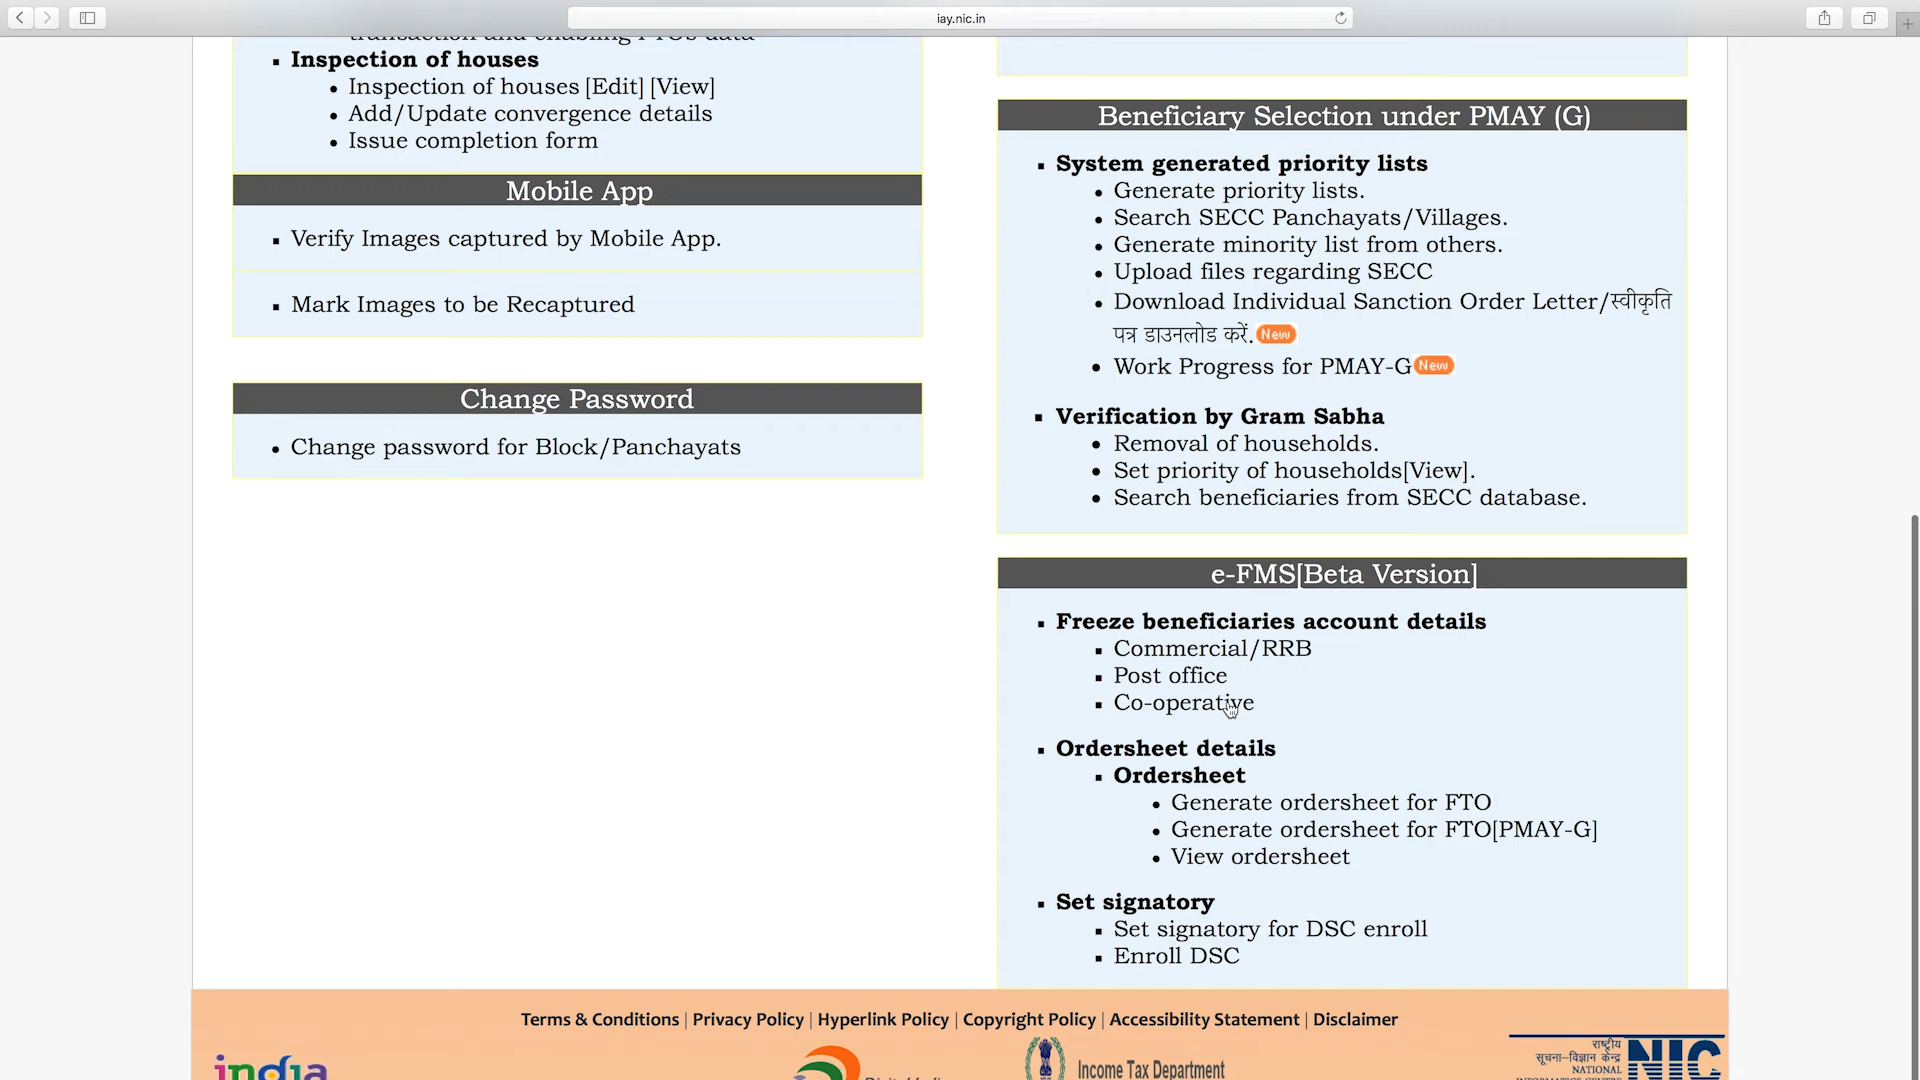 iay.nic.in
transaction and enabling FTOs data
Inspection of houses
Inspection of houses [Edit] [View]
Add/Update convergence details
Issue completion form
Mobile App
Verify Images captured by Mobile App.
Mark Images to be Recaptured
Change Password
Change password for Block/Panchayats
Beneficiary Selection under PMAY (G)
System generated priority lists
Generate priority lists.
Search SECC Panchayats/Villages.
Generate minority list from others.
Upload files regarding SECC
Download Individual Sanction Order Letter/स्वीकृति
पत्र डाउनलोड करें. New
Work Progress for PMAY-G New
Verification by Gram Sabha
Removal of households.
Set priority of households[View].
Search beneficiaries from SECC database.
e-FMS[Beta Version]
Freeze beneficiaries account details
Commercial/RRB
Post office
Co-operative
Ordersheet details
Ordersheet
Generate ordersheet for FTO
Generate ordersheet for FTO[PMAY-G]
View ordersheet
Set signatory
Set signatory for DSC enroll
Enroll DSC
Terms & Conditions | Privacy Policy | Hyperlink Policy | Copyright Policy | Accessibility Statement | Disclaimer
india
Income Tax Department
राष्ट्रीय
सूचना-विज्ञान केन्द्र
NATIONAL
NIC